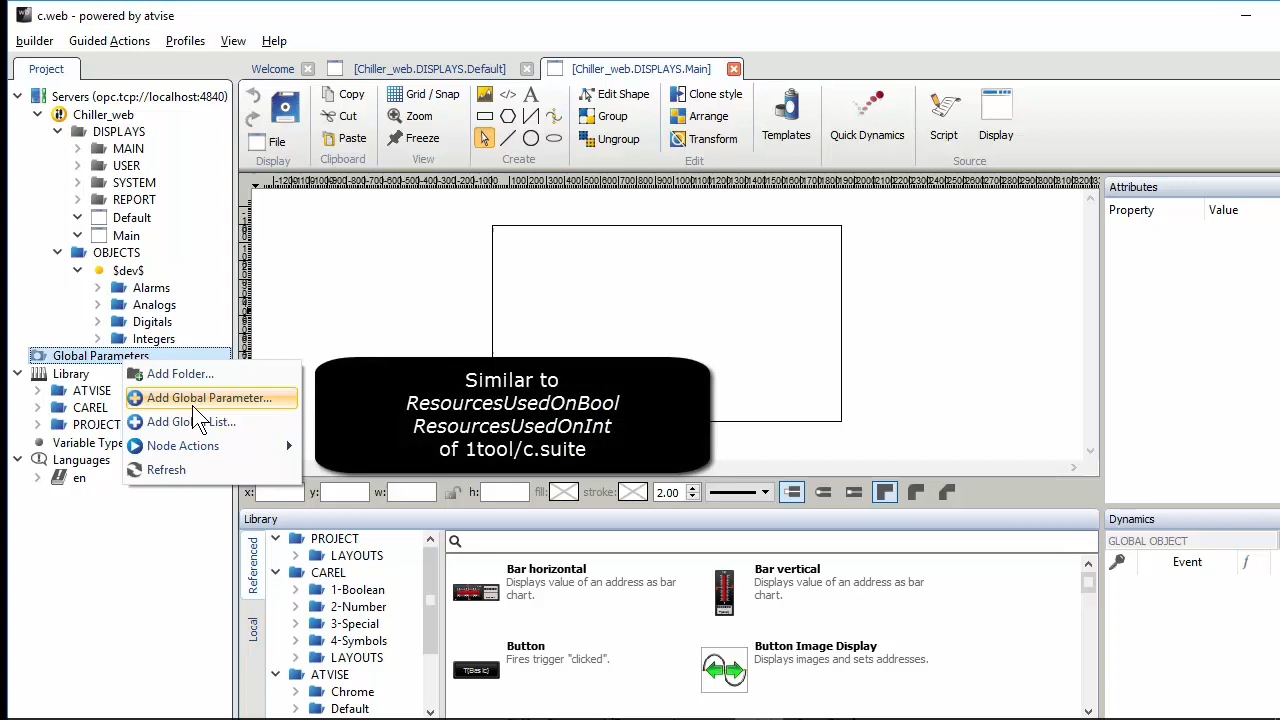 c.web - powered by atvise
builder Guided Actions Profiles View Help
Project
Welcome [Chiller_web.DISPLAYS.Default] [Chiller_web.DISPLAYS.Main]
Servers (opc.tcp://localhost:4840)
Chiller_web
DISPLAYS
MAIN
USER
SYSTEM
REPORT
Default
Main
OBJECTS
$dev$
Alarms
Analogs
Digitals
Integers
Global Parameters
Library
ATVISE
CAREL
PROJECT
Variable Type
Languages
en
Add Folder...
Add Global Parameter...
Add Glob List...
Node Actions
Refresh
File
Display
Copy
Cut
Paste
Clipboard
Grid / Snap
Zoom
Freeze
View
Create
Edit Shape
Group
Ungroup
Clone style
Arrange
Transform
Edit
Templates
Quick Dynamics
Script
Display
Source
Similar to
ResourcesUsedOnBool
ResourcesUsedOnInt
of 1tool/c.suite
x: y: w: h: fill: stroke: 2.00
Attributes
Property Value
Library
Referenced
Local
PROJECT
LAYOUTS
CAREL
1-Boolean
2-Number
3-Special
4-Symbols
LAYOUTS
ATVISE
Chrome
Default
Bar horizontal
Displays value of an address as bar
chart.
Bar vertical
Displays value of an address as bar
chart.
Button
Fires trigger "clicked".
T(Basic)
Button Image Display
Displays images and sets addresses.
Dynamics
GLOBAL OBJECT
Event f